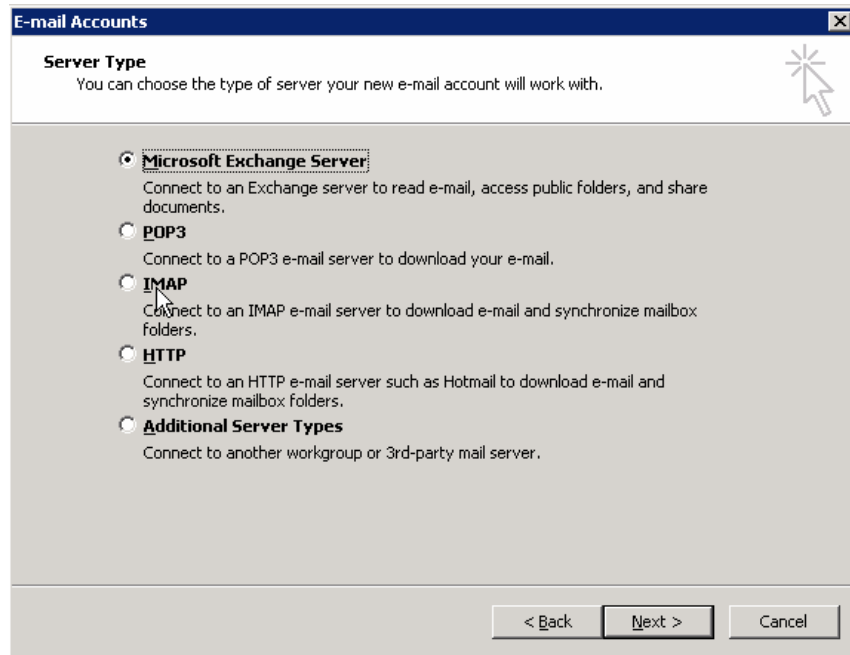 E-mail Accounts
Server Type
You can choose the type of server your new e-mail account will work with.
Microsoft Exchange Server
Connect to an Exchange server to read e-mail, access public folders, and share
documents.
POP3
Connect to a POP3 e-mail server to download your e-mail.
IMAP
Connect to an IMAP e-mail server to download e-mail and synchronize mailbox
folders.
HTTP
Connect to an HTTP e-mail server such as Hotmail to download e-mail and
synchronize mailbox folders.
Additional Server Types
Connect to another workgroup or 3rd-party mail server.
< Back Next > Cancel